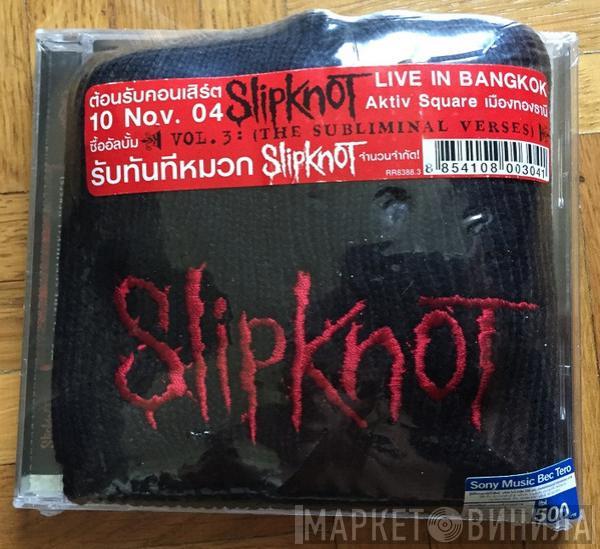 ต้อนรับคอนเสิร์ต Slipknot LIVE IN BANGKOK
10 Nov. 04 Aktiv Square เมืองทองธานี
ซื้ออัลบั้ม VOL. 3: (THE SUBLIMINAL VERSES)
รับทันทีหมวก Slipknot จำนวนจำกัด!
RR8388.3
8 854108 003041
Slipknot
Sony Music Bec Tero
500
МАРКЕТ ВИНИЛА